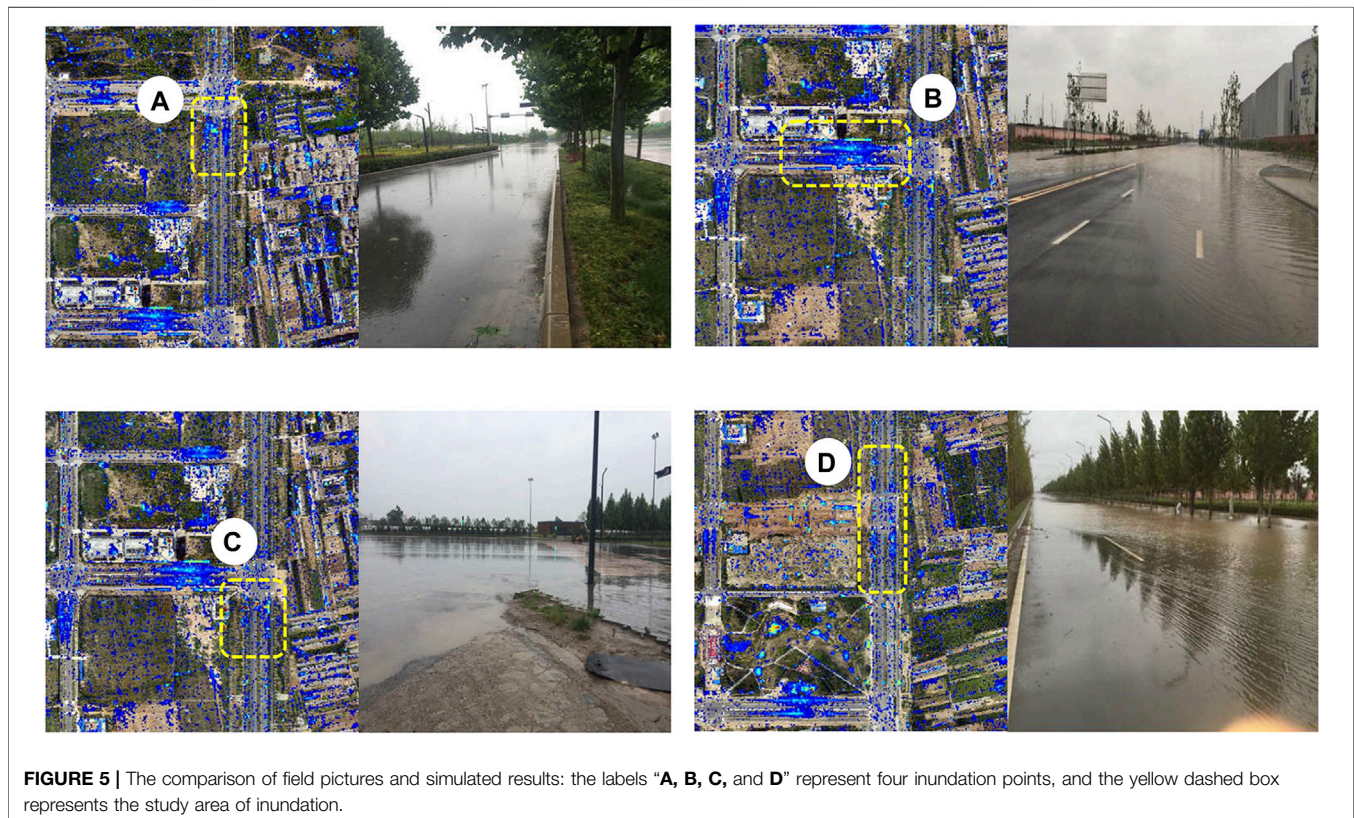 A
B
C
D
FIGURE 5 | The comparison of field pictures and simulated results: the labels “A, B, C, and D” represent four inundation points, and the yellow dashed box
represents the study area of inundation.